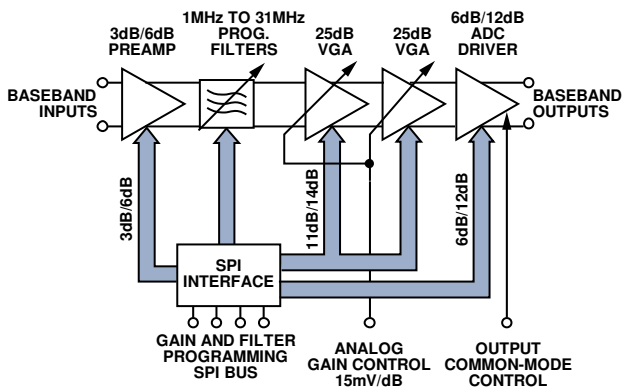 3dB/6dB
PREAMP
1MHz TO 31MHz
PROG.
FILTERS
25dB
VGA
25dB
VGA
6dB/12dB
ADC
DRIVER
BASEBAND
INPUTS
BASEBAND
OUTPUTS
3dB/6dB
11dB/14dB
6dB/12dB
SPI
INTERFACE
GAIN AND FILTER
PROGRAMMING
SPI BUS
ANALOG
GAIN CONTROL
15mV/dB
OUTPUT
COMMON-MODE
CONTROL